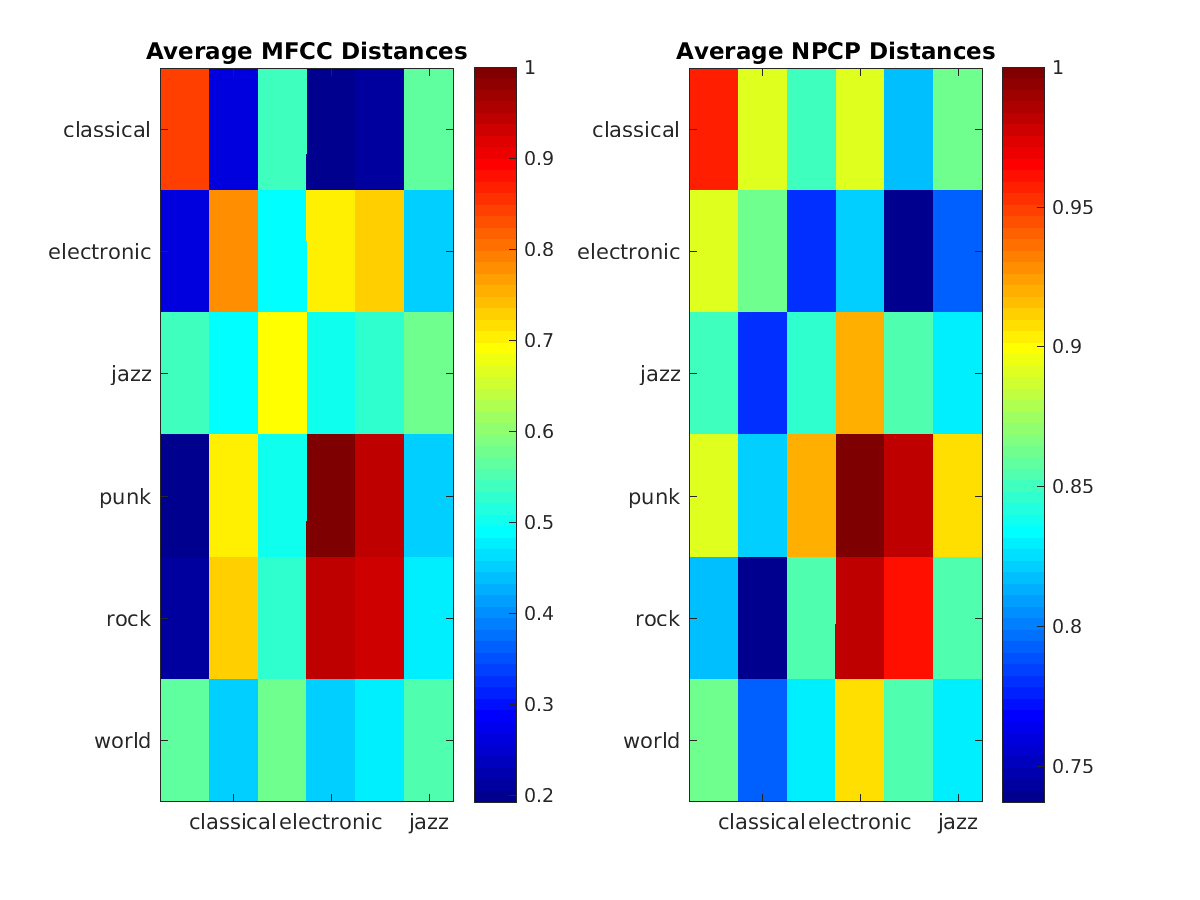 Average MFCC Distances
classical
electronic
jazz
punk
rock
world
classical electronic jazz
1
0.9
0.8
0.7
0.6
0.5
0.4
0.3
0.2
Average NPCP Distances
classical
electronic
jazz
punk
rock
world
classical electronic jazz
1
0.95
0.9
0.85
0.8
0.75